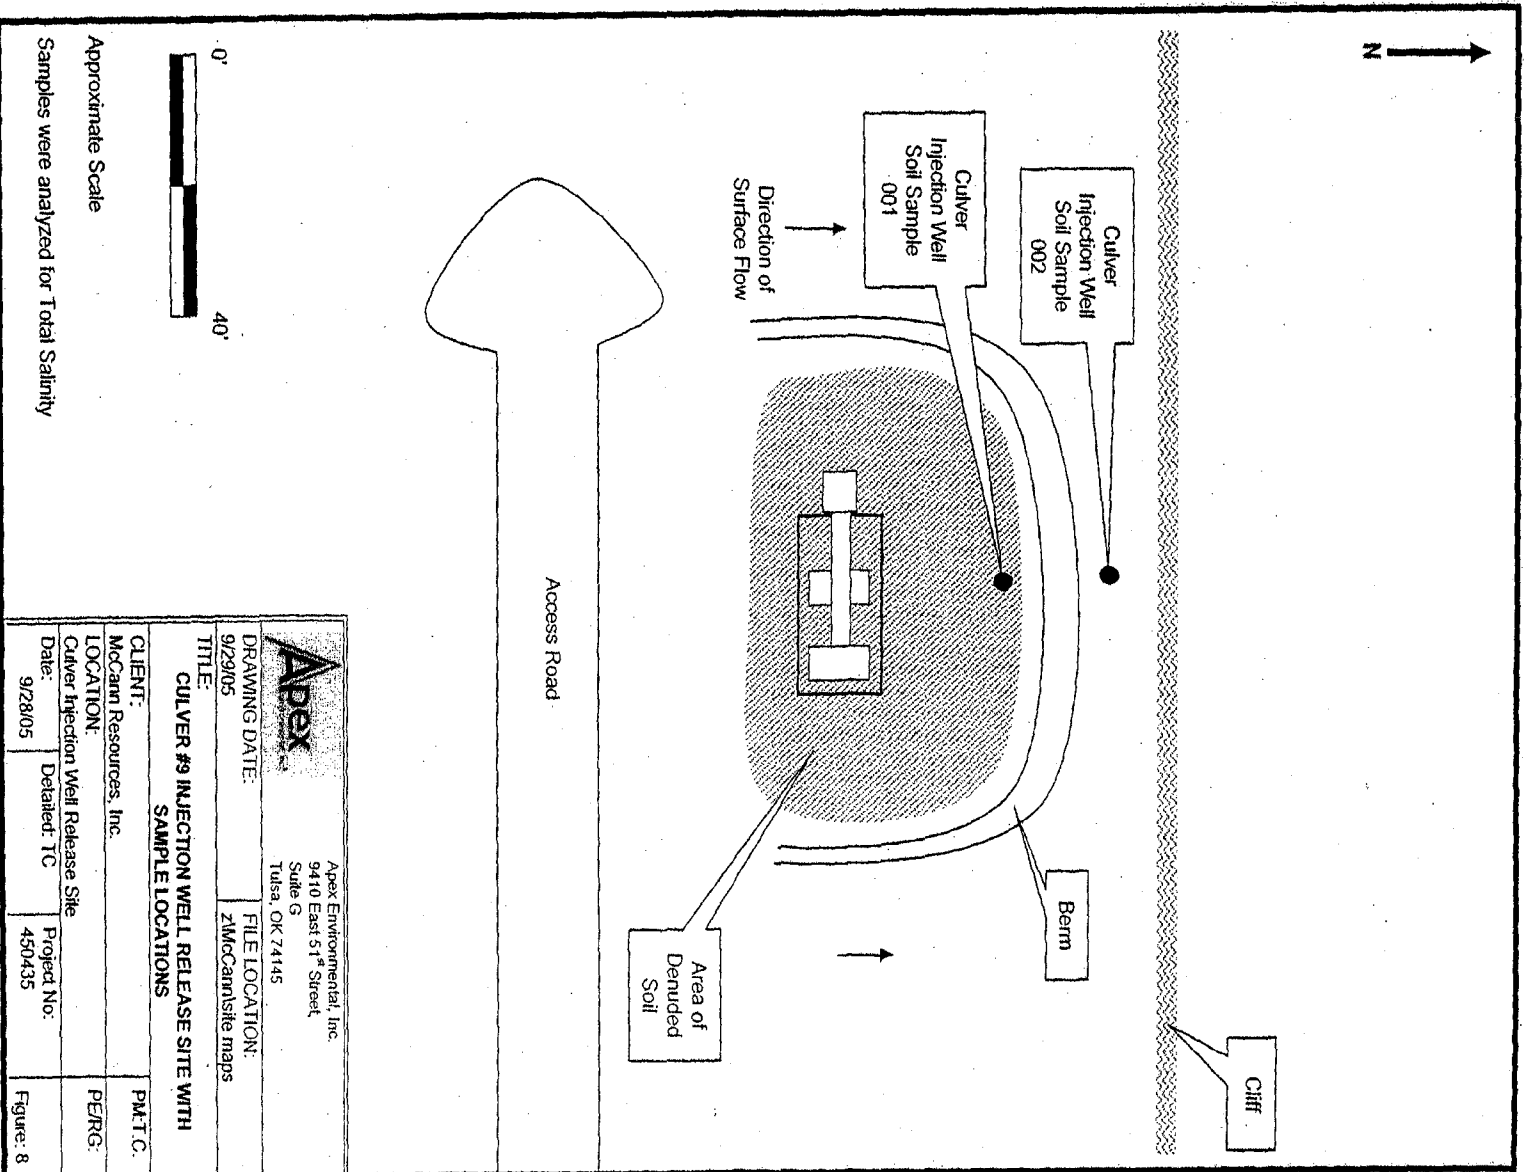 N
Culver
Injection Well
Soil Sample
002
Culver
Injection Well
Soil Sample
001
Direction of
Surface Flow
Cliff
Berm
Area of
Denuded
Soil
Access Road
0'
40'
Approximate Scale
Samples were analyzed for Total Salinity
Apex
Apex Environmental, Inc.
9410 East 51st Street,
Suite G
Tulsa, OK 74145
DRAWING DATE:
9/29/05
FILE LOCATION:
z\McCann\site maps
TITLE:
CULVER #9 INJECTION WELL RELEASE SITE WITH
SAMPLE LOCATIONS
CLIENT:
McCann Resources, Inc.
PM:T.C.
LOCATION:
Culver Injection Well Release Site
PE/RG:
Date:
9/28/05
Detailed: TC
Project No:
450435
Figure: 8